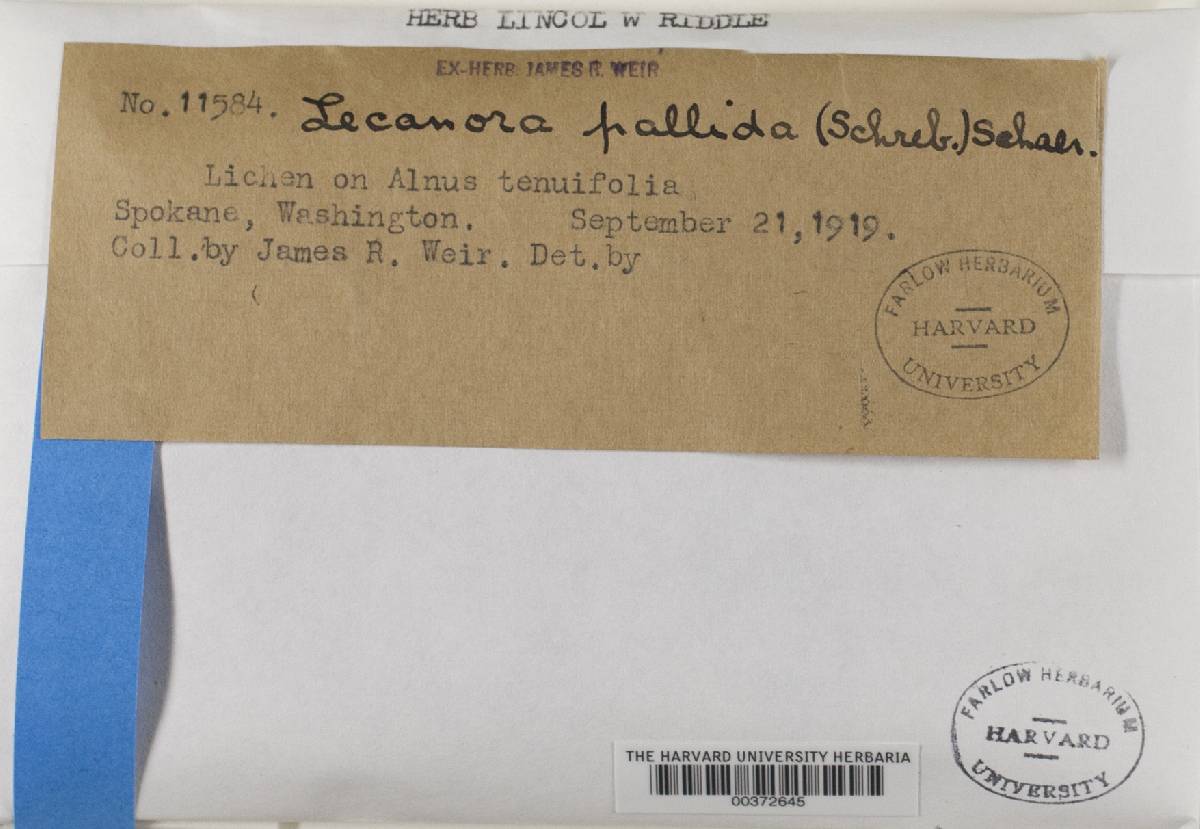 HERB LINCOL W RIDDLE
EX-HERB. JAMES R. WEIR
No. 11584. Lecanora pallida (Schreb.) Schaer.
Lichen on Alnus tenuifolia
Spokane, Washington. September 21, 1919.
Coll. by James R. Weir. Det. by
FARLOW HERBARIUM
HARVARD
UNIVERSITY
THE HARVARD UNIVERSITY HERBARIA
00372645
FARLOW HERBARIUM
HARVARD
UNIVERSITY